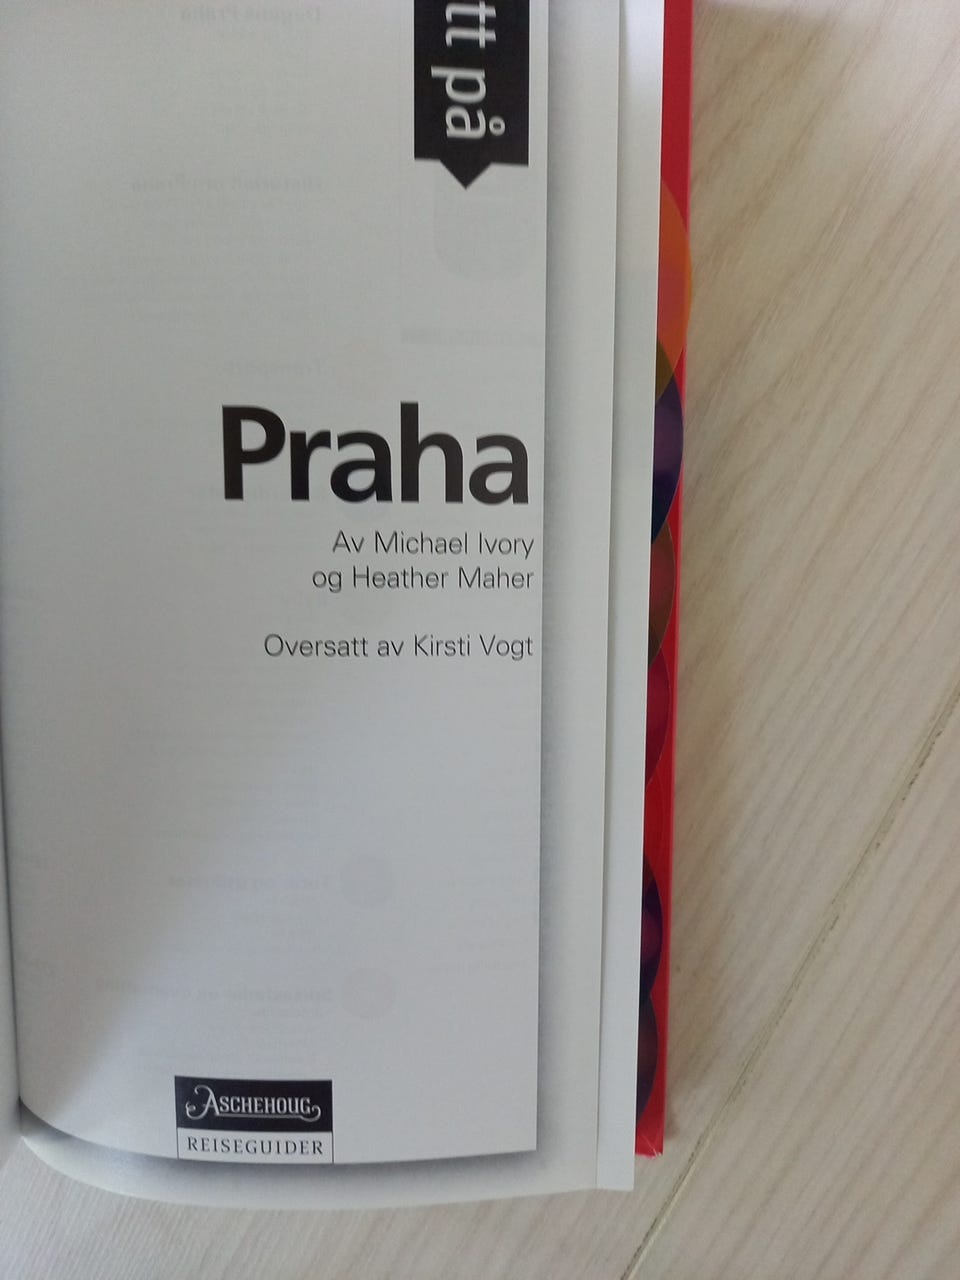 tt på
Praha
Av Michael Ivory
og Heather Maher
Oversatt av Kirsti Vogt
ASCHEHOUG
REISEGUIDER